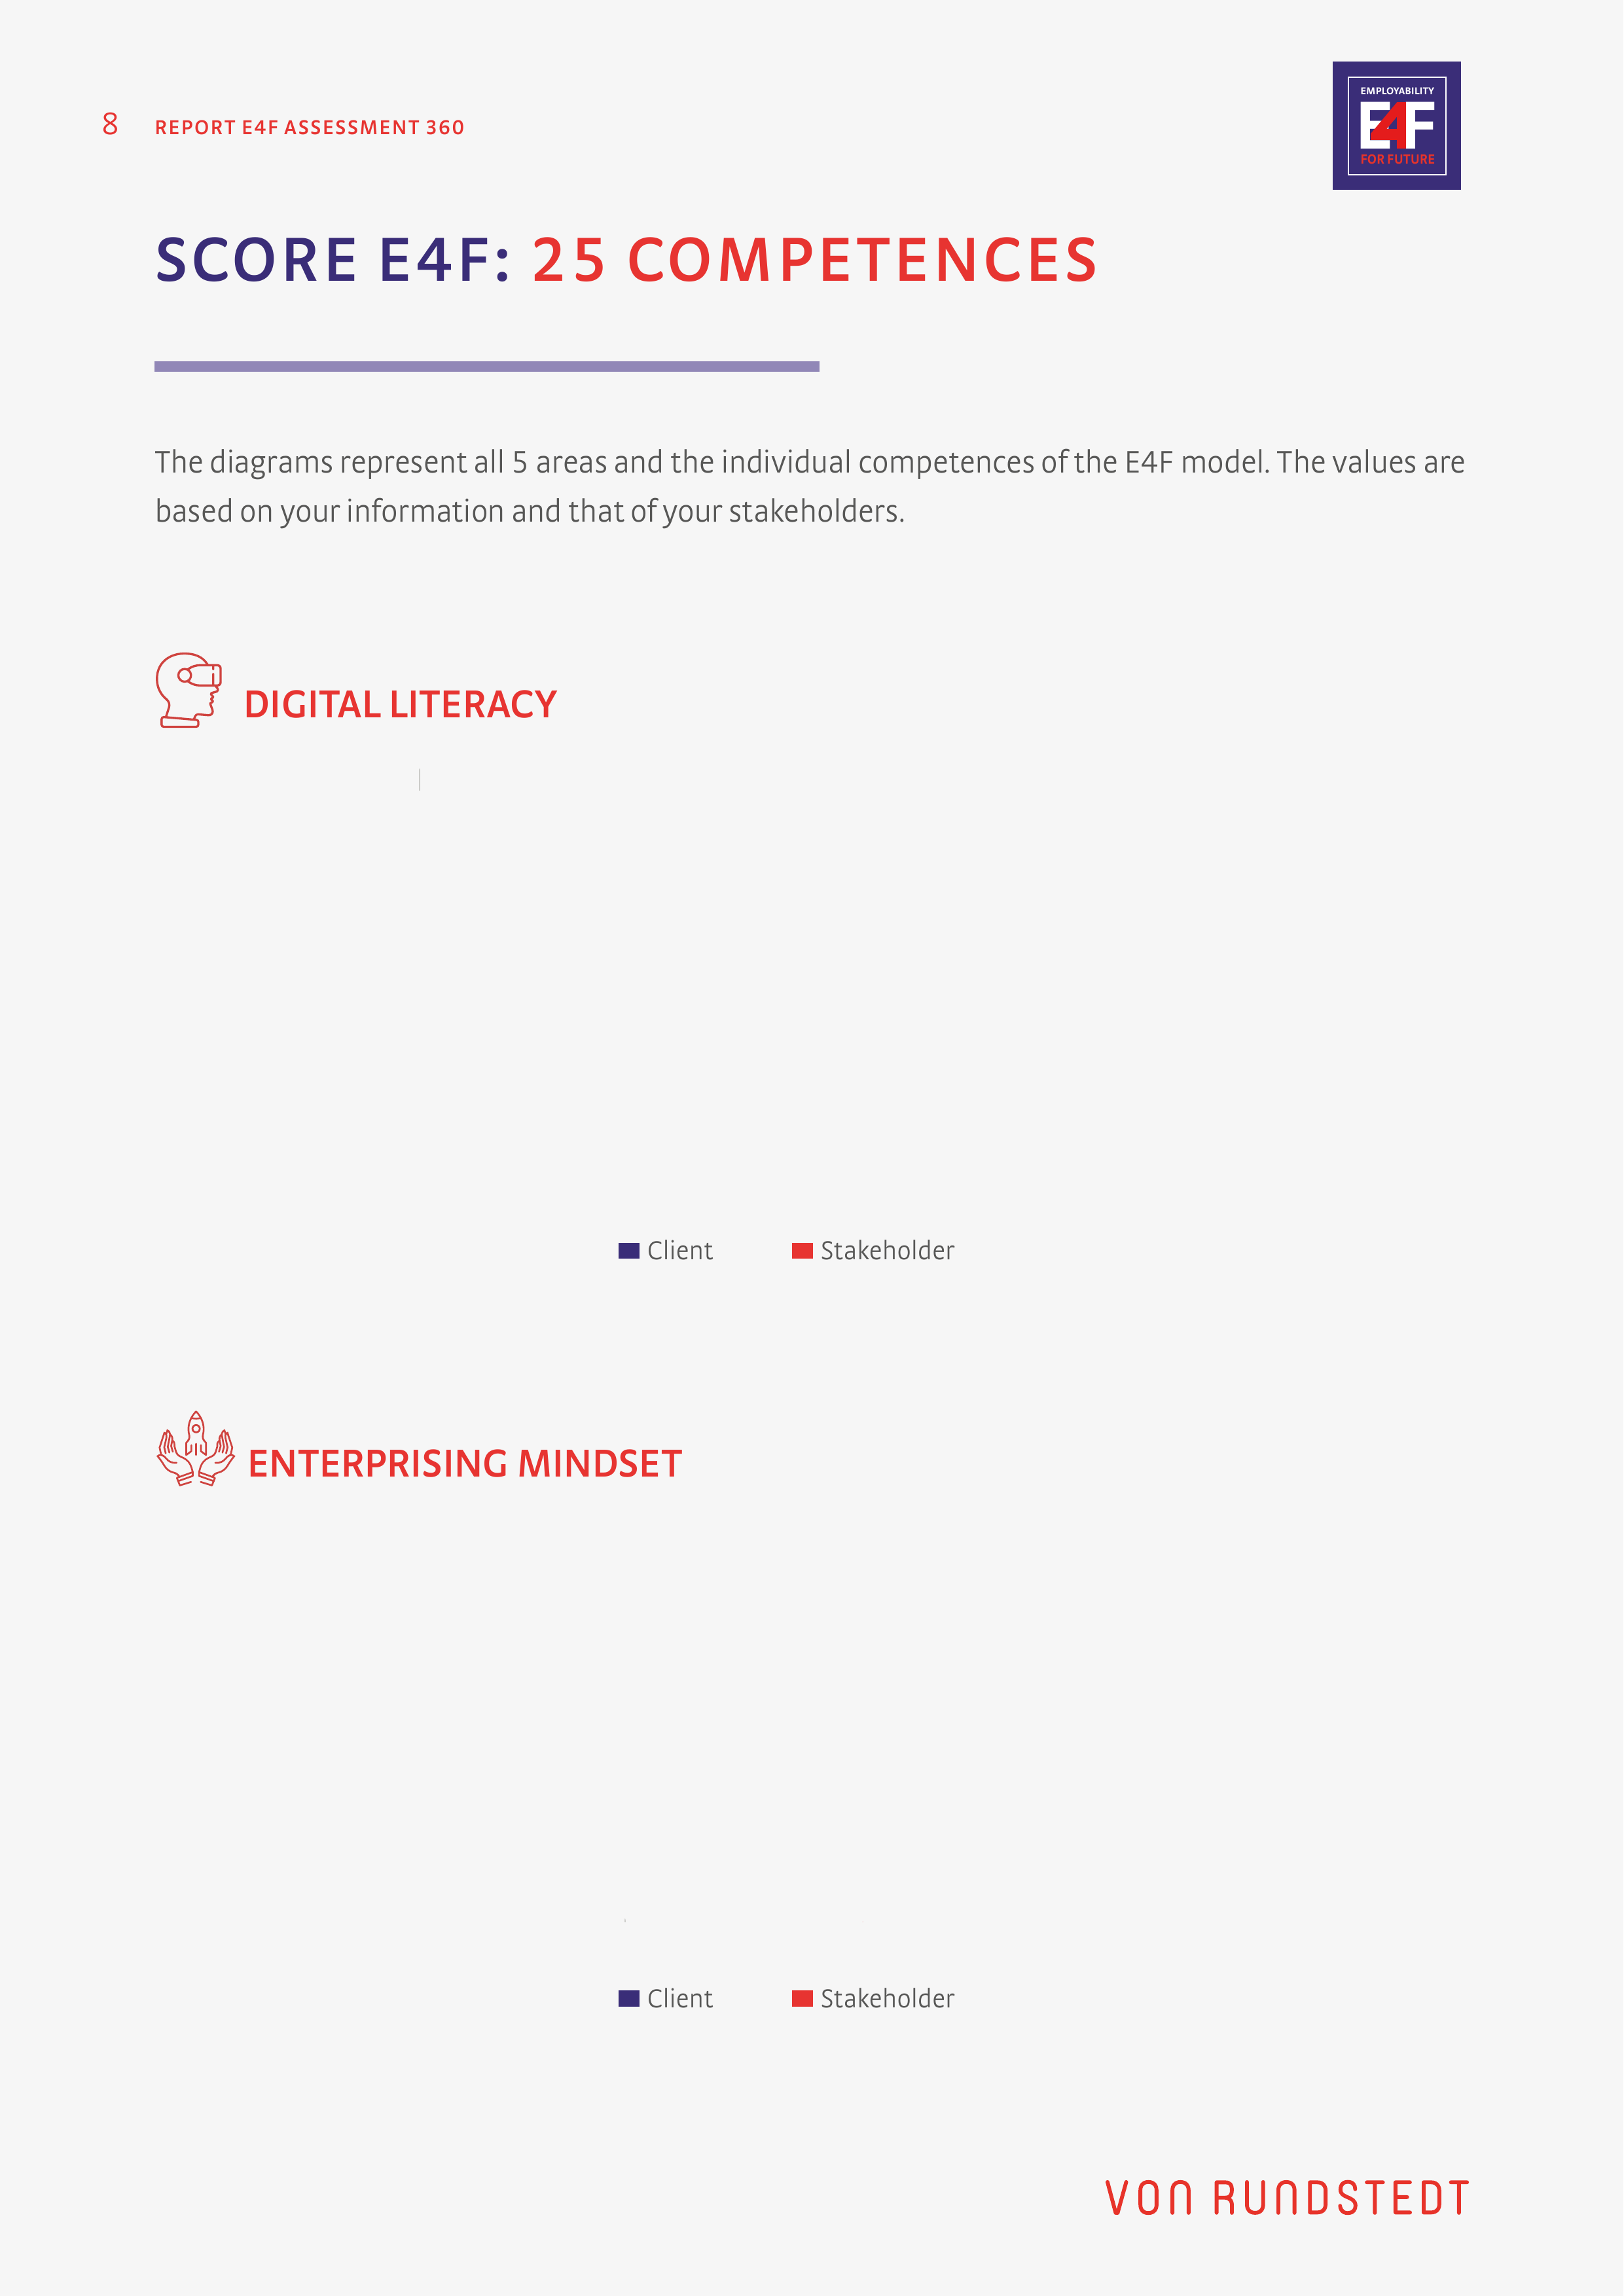 8 REPORT E4F ASSESSMENT 360
EMPLOYABILITY
E4F
FOR FUTURE
SCORE E4F: 25 COMPETENCES
The diagrams represent all 5 areas and the individual competences of the E4F model. The values are
based on your information and that of your stakeholders.
DIGITAL LITERACY
Client Stakeholder
ENTERPRISING MINDSET
Client Stakeholder
VON RUNDSTEDT